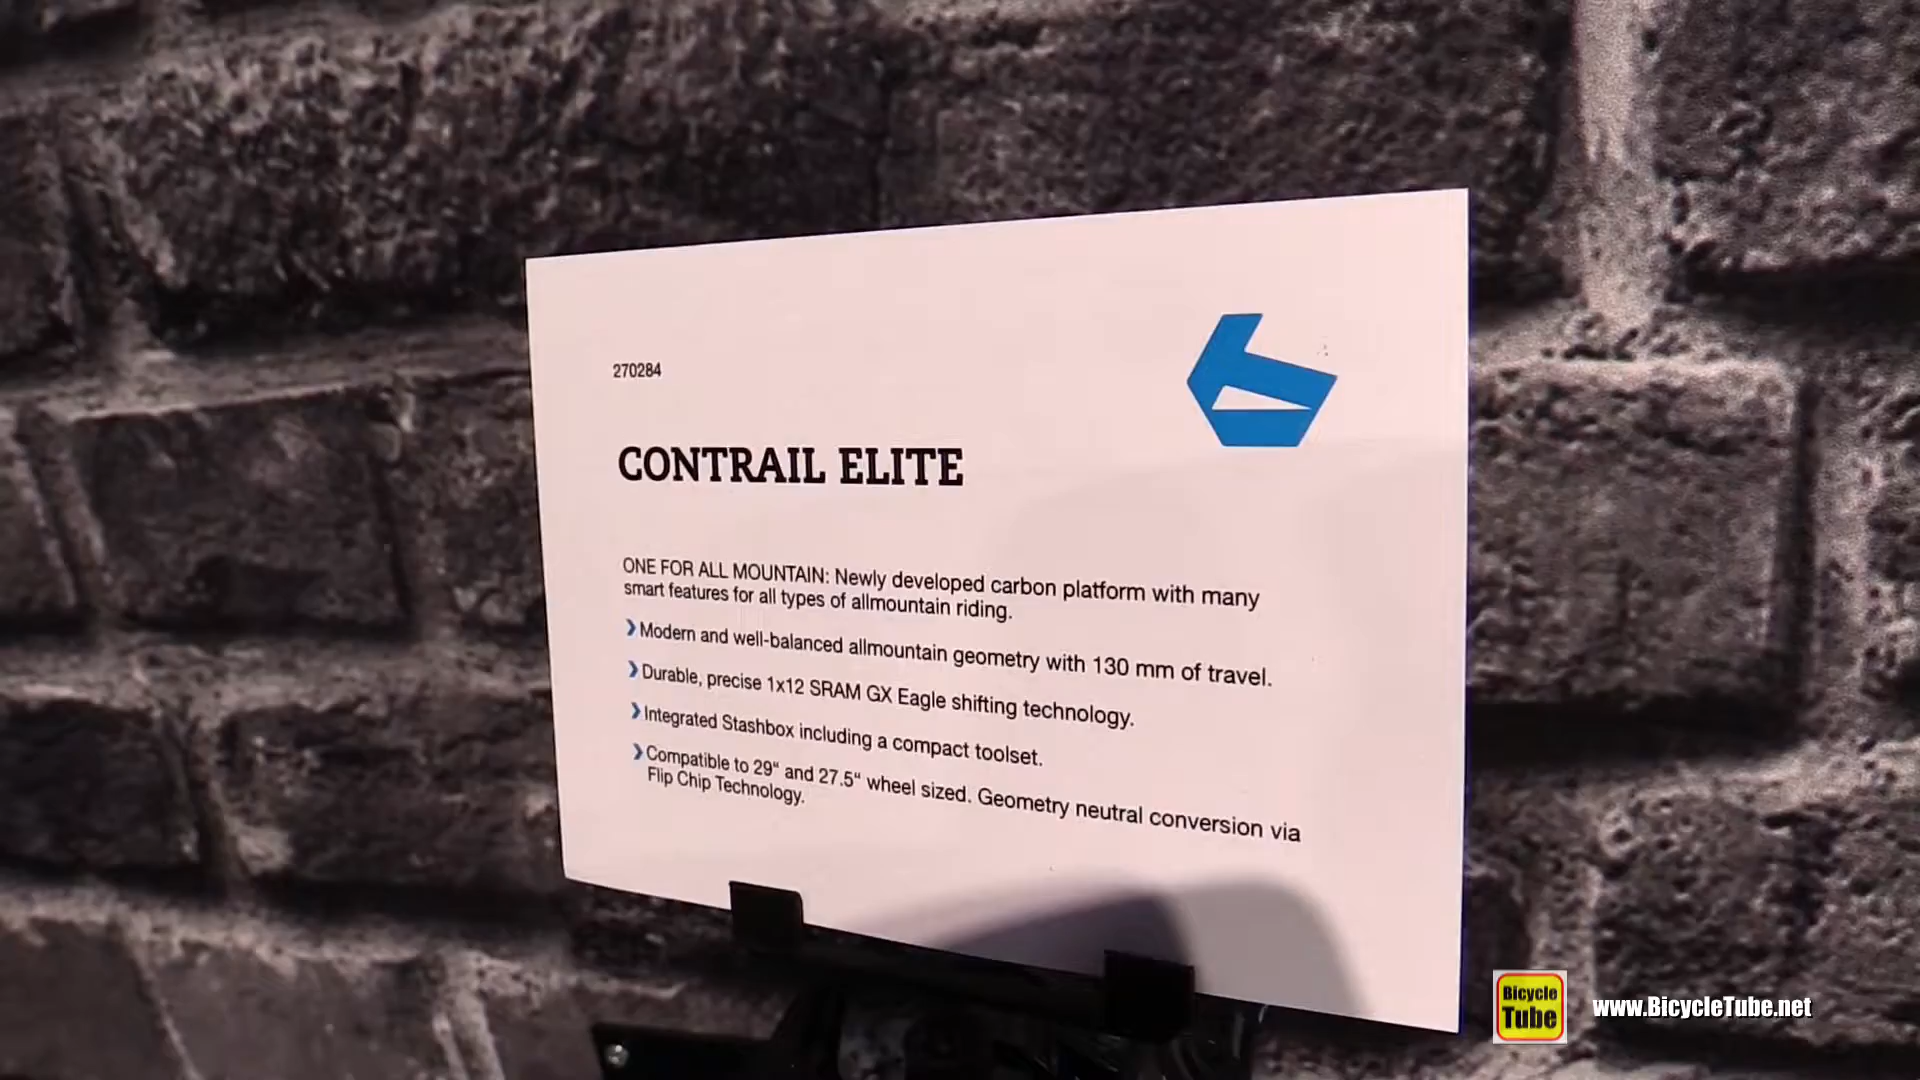 270284
CONTRAIL ELITE
ONE FOR ALL MOUNTAIN: Newly developed carbon platform with many
smart features for all types of allmountain riding.
❯Modern and well-balanced allmountain geometry with 130 mm of travel.
❯Durable, precise 1x12 SRAM GX Eagle shifting technology.
❯Integrated Stashbox including a compact toolset.
❯Compatible to 29“ and 27.5“ wheel sized. Geometry neutral conversion via
Flip Chip Technology.
Bicycle
Tube
www.BicycleTube.net